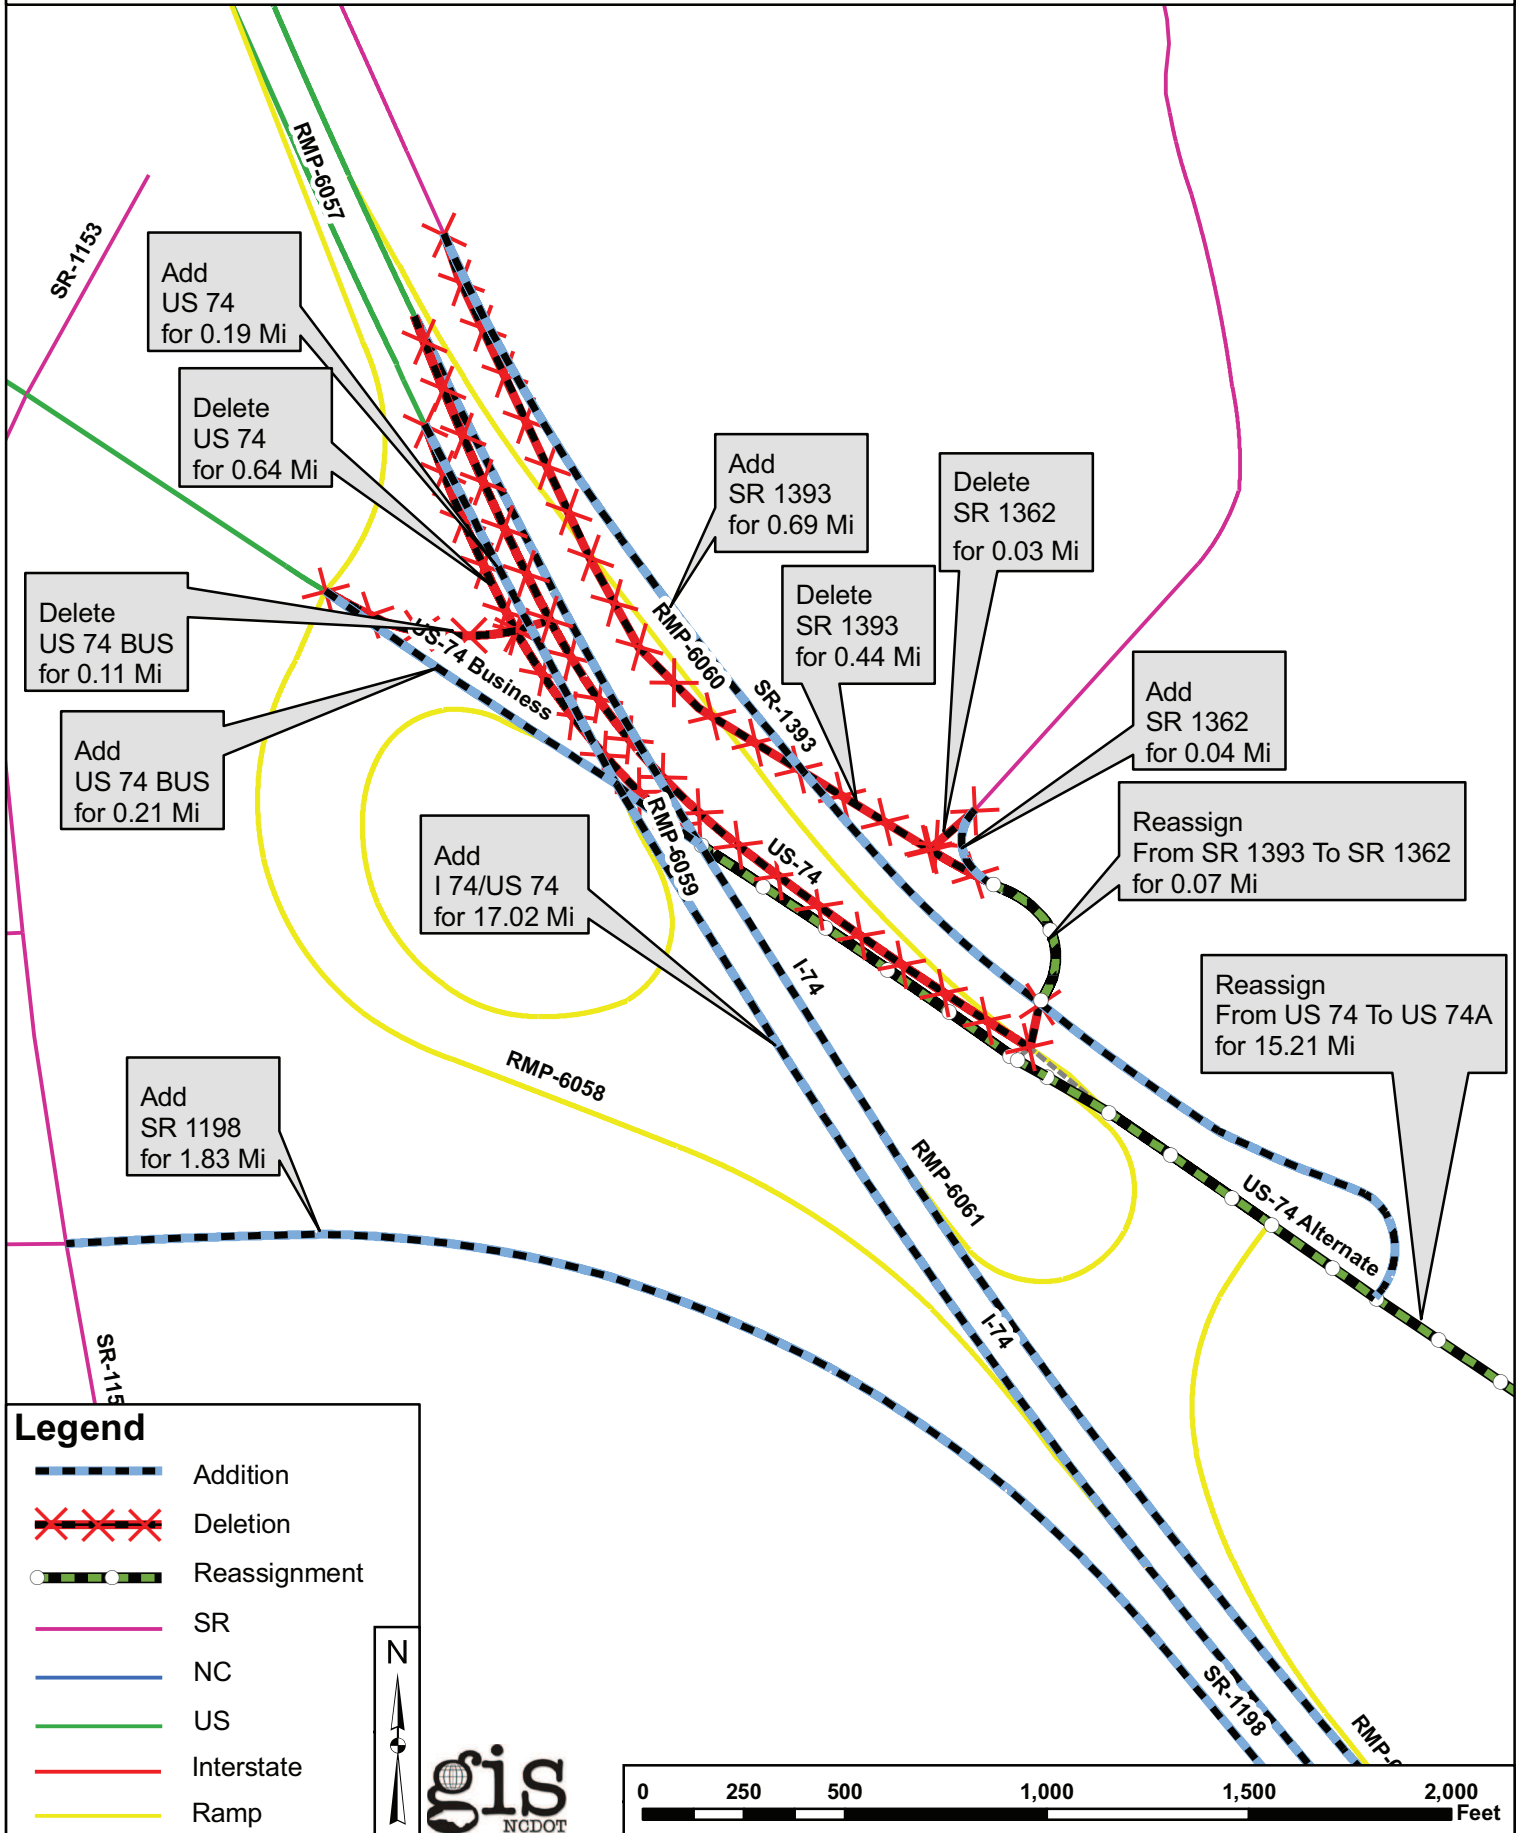 RMP-6057
SR-1153
Add
US 74
for 0.19 Mi
Delete
US 74
for 0.64 Mi
Add
SR 1393
for 0.69 Mi
Delete
SR 1362
for 0.03 Mi
Delete
SR 1393
for 0.44 Mi
Delete
US 74 BUS
for 0.11 Mi
US-74 Business
RMP-6060
SR-1393
Add
SR 1362
for 0.04 Mi
Add
US 74 BUS
for 0.21 Mi
Reassign
From SR 1393 To SR 1362
for 0.07 Mi
Add
I 74/US 74
for 17.02 Mi
RMP-6059
US-74
I-74
Reassign
From US 74 To US 74A
for 15.21 Mi
RMP-6058
Add
SR 1198
for 1.83 Mi
RMP-6061
US-74 Alternate
I-74
SR-115
SR-1198
RMP-6
Legend
Addition
Deletion
Reassignment
SR
NC
US
Interstate
Ramp
N
gis
NCDOT
0 250 500 1,000 1,500 2,000
Feet